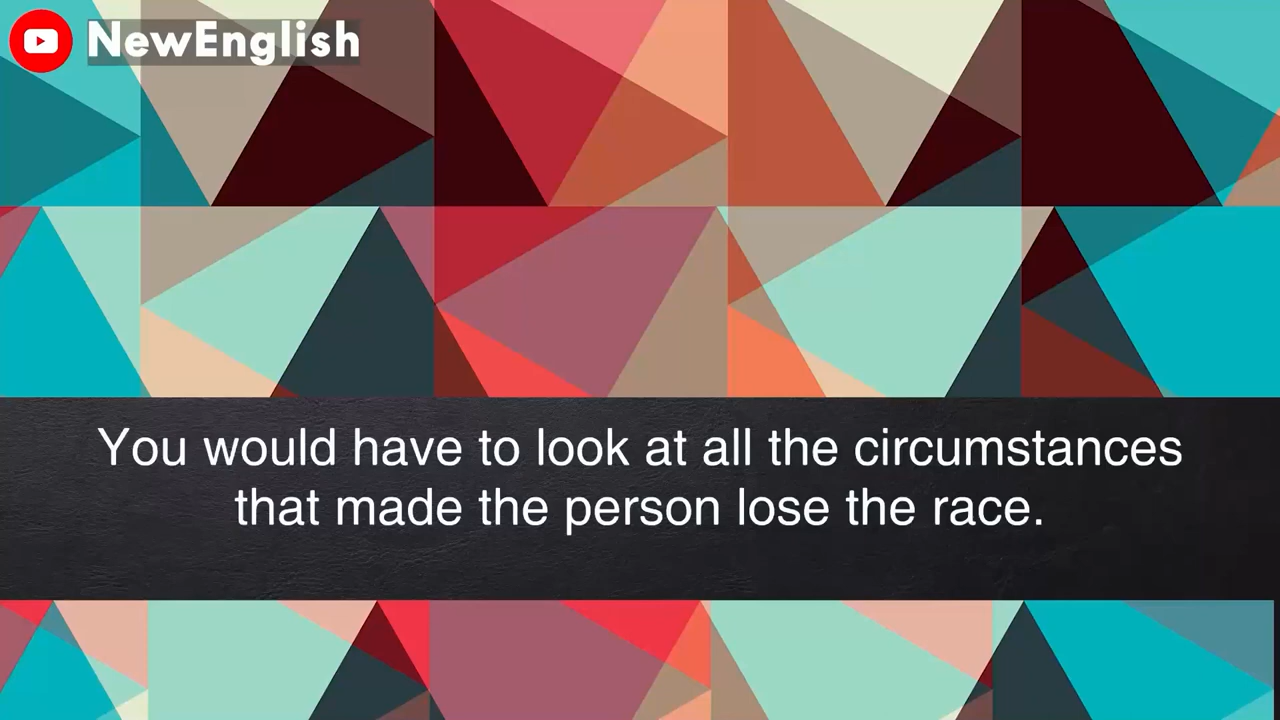 NewEnglish
You would have to look at all the circumstances
that made the person lose the race.